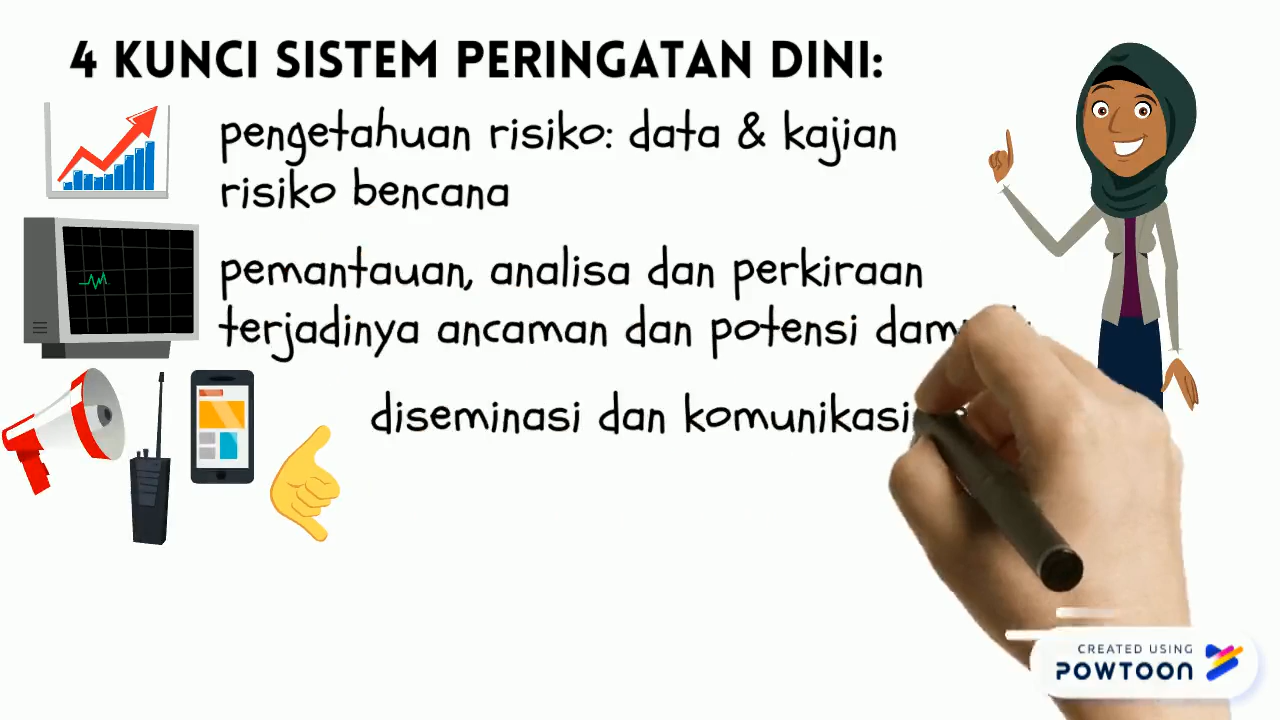 4 KUNCI SISTEM PERINGATAN DINI:
pengetahuan risiko: data & kajian
risiko bencana
pemantauan, analisa dan perkiraan
terjadinya ancaman dan potensi
diseminasi dan komunikasi
CREATED USING
POWTOON